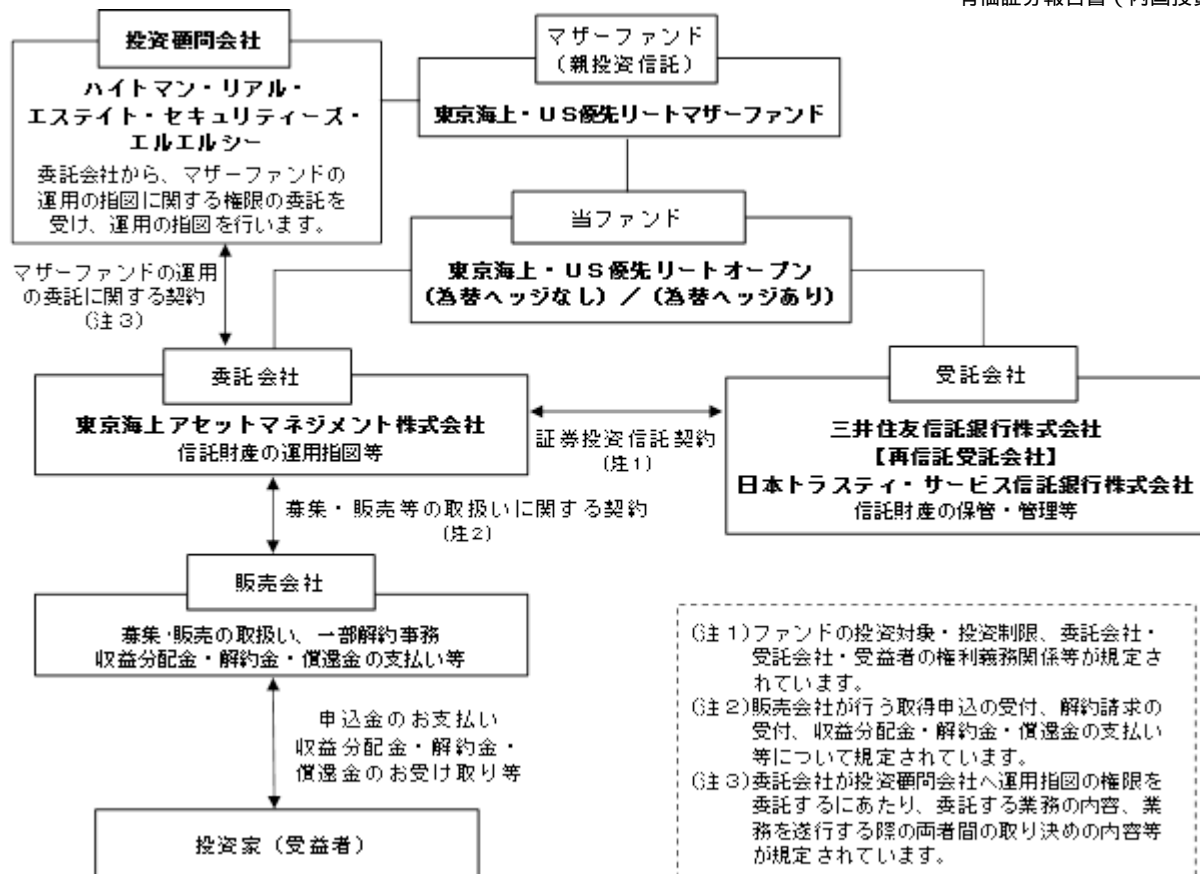 投資顧問会社
ハイトマン・リアル・
エステイト・セキュリティーズ・
エルエルシー
委託会社から、マザーファンドの
運用の指図に関する権限の委託を
受け、運用の指図を行います。
マザーファンド
(親投資信託)
東京海上・US優先リートマザーファンド
当ファンド
東京海上・US優先リートオープン
(為替ヘッジなし)/(為替ヘッジあり)
マザーファンドの運用
の委託に関する契約
(注3)
委託会社
東京海上アセットマネジメント株式会社
信託財産の運用指図等
証券投資信託契約
(注1)
受託会社
三井住友信託銀行株式会社
【再信託受託会社】
日本トラスティ・サービス信託銀行株式会社
信託財産の保管・管理等
募集・販売等の取扱いに関する契約
(注2)
販売会社
募集・販売の取扱い、一部解約事務
収益分配金・解約金・償還金の支払い等
申込金のお支払い
収益分配金・解約金・
償還金のお受け取り等
投資家(受益者)
(注1)ファンドの投資対象・投資制限、委託会社・
受託会社・受益者の権利義務関係等が規定さ
れています。
(注2)販売会社が行う取得申込の受付、解約請求の
受付、収益分配金・解約金・償還金の支払い
等について規定されています。
(注3)委託会社が投資顧問会社へ運用指図の権限を
委託するにあたり、委託する業務の内容、業
務を遂行する際の両者間の取り決めの内容等
が規定されています。